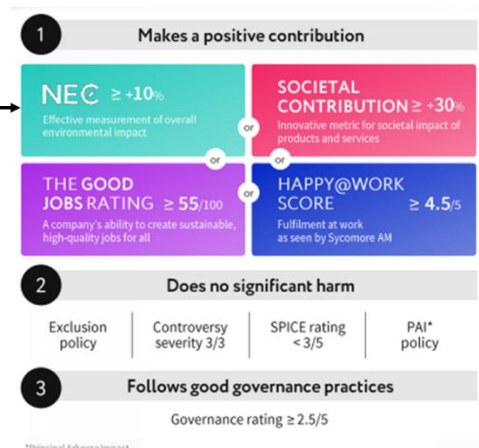 1
Makes a positive contribution
NEC ≥ +10%
Effective measurement of overall
environmental impact
SOCIETAL
CONTRIBUTION ≥ +30%
Innovative metric for societal impact of
products and services
or
or
or
or
THE GOOD
JOBS RATING ≥ 55/100
A company's ability to create sustainable,
high-quality jobs for all
HAPPY@WORK
SCORE ≥ 4.5/5
Fulfilment at work
as seen by Sycomore AM
2
Does no significant harm
Exclusion
policy
Controversy
severity 3/3
SPICE rating
< 3/5
PAI*
policy
3
Follows good governance practices
Governance rating ≥ 2.5/5
*Principal Adverse Impact